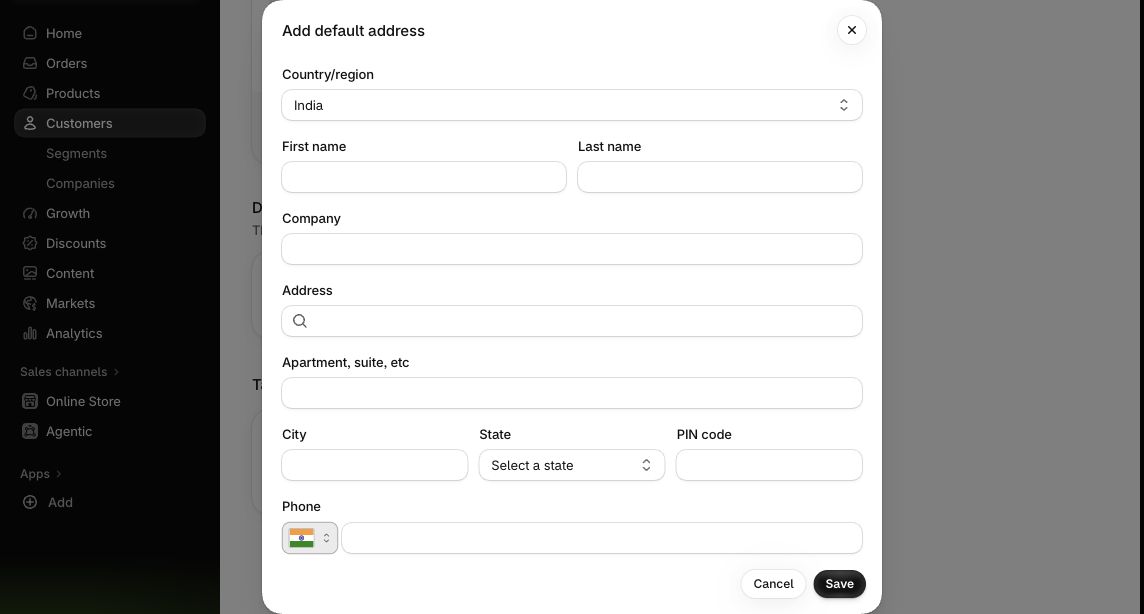 Home
Orders
Products
Customers
Segments
Companies
Growth
Discounts
Content
Markets
Analytics
Sales channels
Online Store
Agentic
Apps
Add
Add default address
Country/region
India
First name Last name
Company
Address
Apartment, suite, etc
City State PIN code
Select a state
Phone
Cancel Save